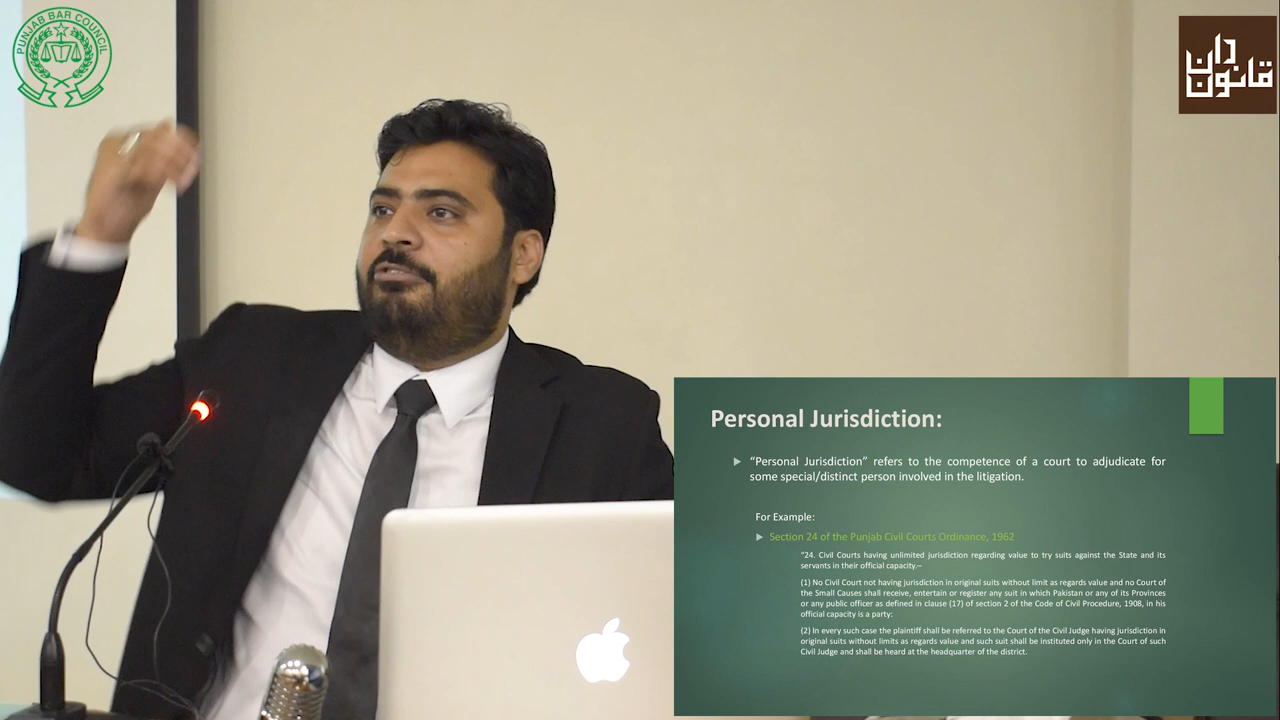 PUNJAB BAR COUNCIL
قانون دان
Personal Jurisdiction:
“Personal Jurisdiction” refers to the competence of a court to adjudicate for
some special/distinct person involved in the litigation.
For Example:
Section 24 of the Punjab Civil Courts Ordinance, 1962
“24. Civil Courts having unlimited jurisdiction regarding value to try suits against the State and its
servants in their official capacity.–
(1) No Civil Court not having jurisdiction in original suits without limit as regards value and no Court of
the Small Causes shall receive, entertain or register any suit in which Pakistan or any of its Provinces
or any public officer as defined in clause (17) of section 2 of the Code of Civil Procedure, 1908, in his
official capacity is a party:
(2) In every such case the plaintiff shall be referred to the Court of the Civil Judge having jurisdiction in
original suits without limits as regards value and such suit shall be instituted only in the Court of such
Civil Judge and shall be heard at the headquarter of the district.